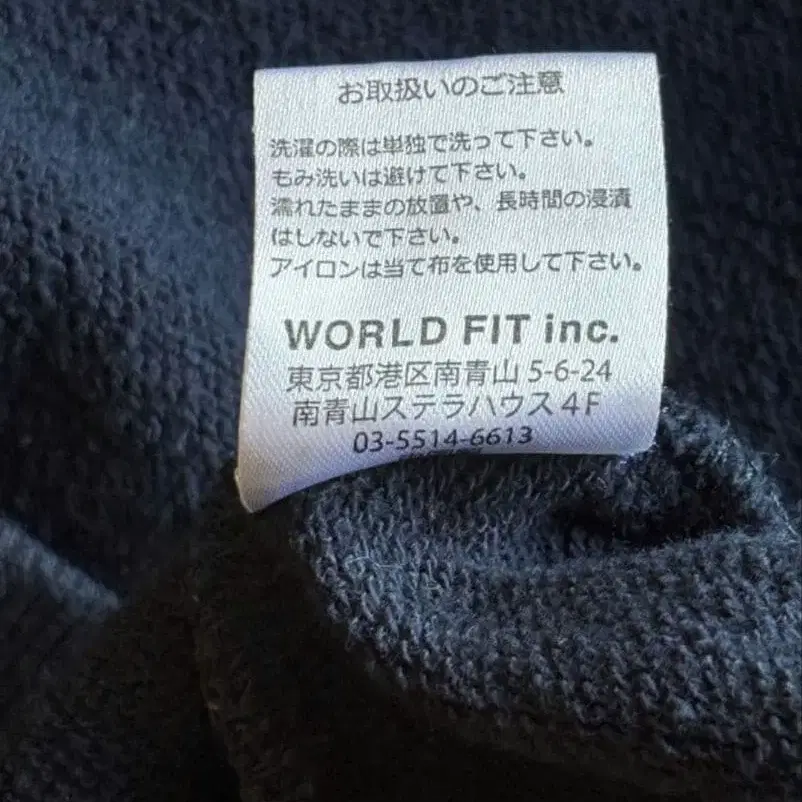 お取扱いのご注意
洗濯の際は単独で洗って下さい。
もみ洗いは避けて下さい。
濡れたままの放置や、長時間の浸漬
はしないで下さい。
アイロンは当て布を使用して下さい。
WORLD FIT inc.
東京都港区南青山 5-6-24
南青山ステラハウス 4F
03-5514-6613